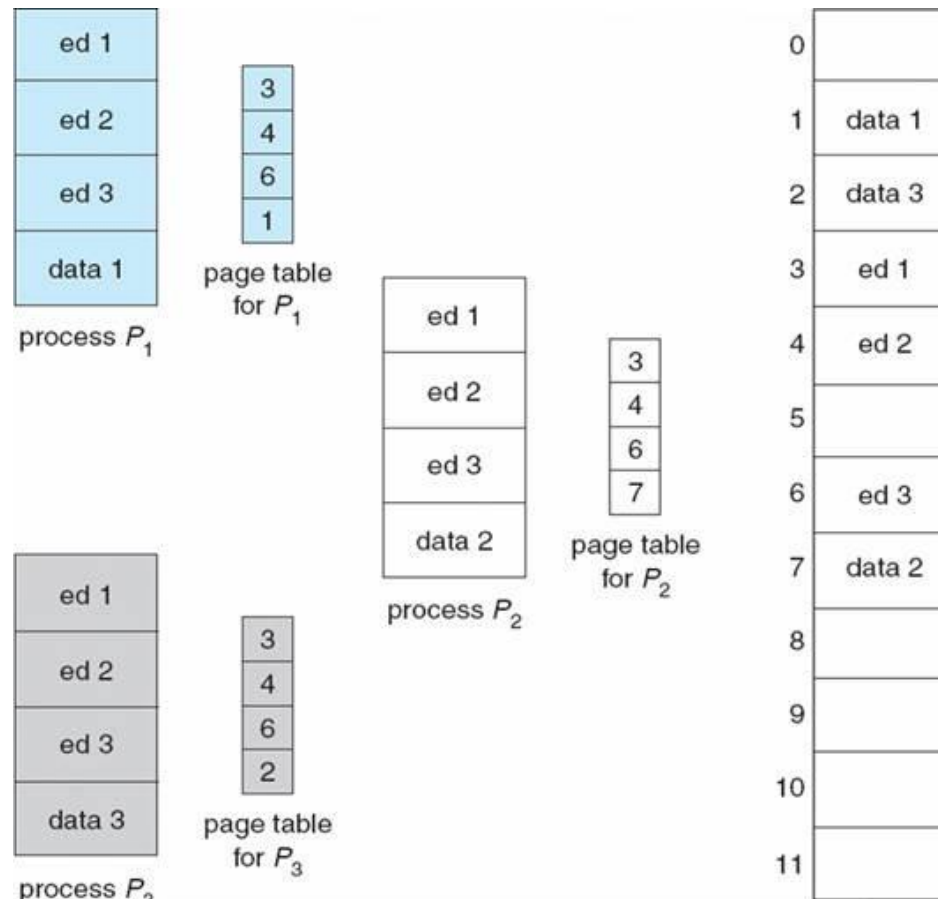 ed 1
ed 2
ed 3
data 1
process P1
3
4
6
1
page table
for P1
ed 1
ed 2
ed 3
data 2
process P2
3
4
6
7
page table
for P2
ed 1
ed 2
ed 3
data 3
process
3
4
6
2
page table
for P3
0
1 data 1
2 data 3
3 ed 1
4 ed 2
5
6 ed 3
7 data 2
8
9
10
11